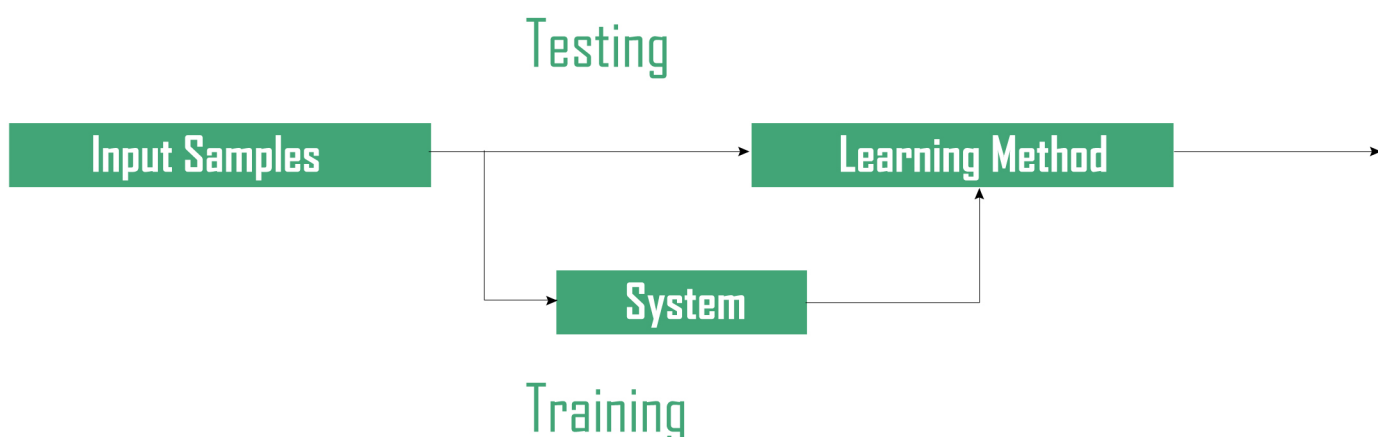 Testing
Input Samples
Learning Method
System
Training